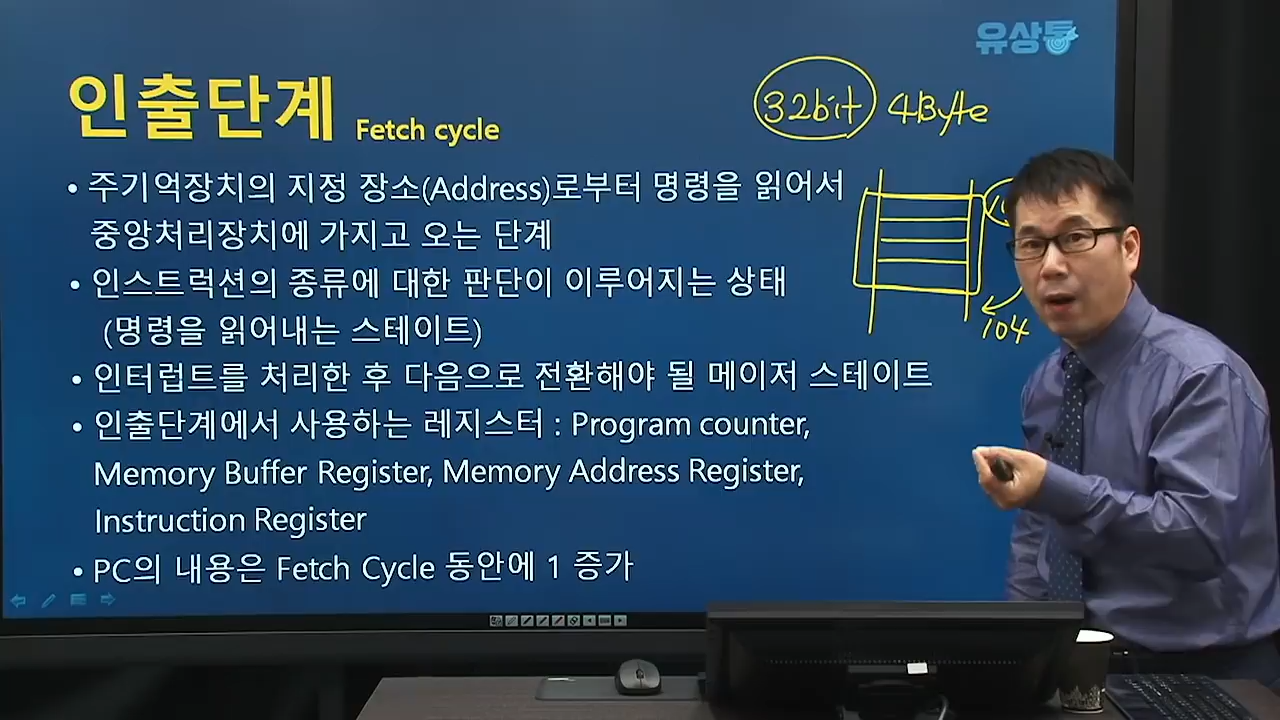 유상통
인출단계 Fetch cycle
32bit 4Byte
• 주기억장치의 지정 장소(Address)로부터 명령을 읽어서
중앙처리장치에 가지고 오는 단계
• 인스트럭션의 종류에 대한 판단이 이루어지는 상태
(명령을 읽어내는 스테이트)
104
• 인터럽트를 처리한 후 다음으로 전환해야 될 메이저 스테이트
• 인출단계에서 사용하는 레지스터 : Program counter,
Memory Buffer Register, Memory Address Register,
Instruction Register
• PC의 내용은 Fetch Cycle 동안에 1 증가